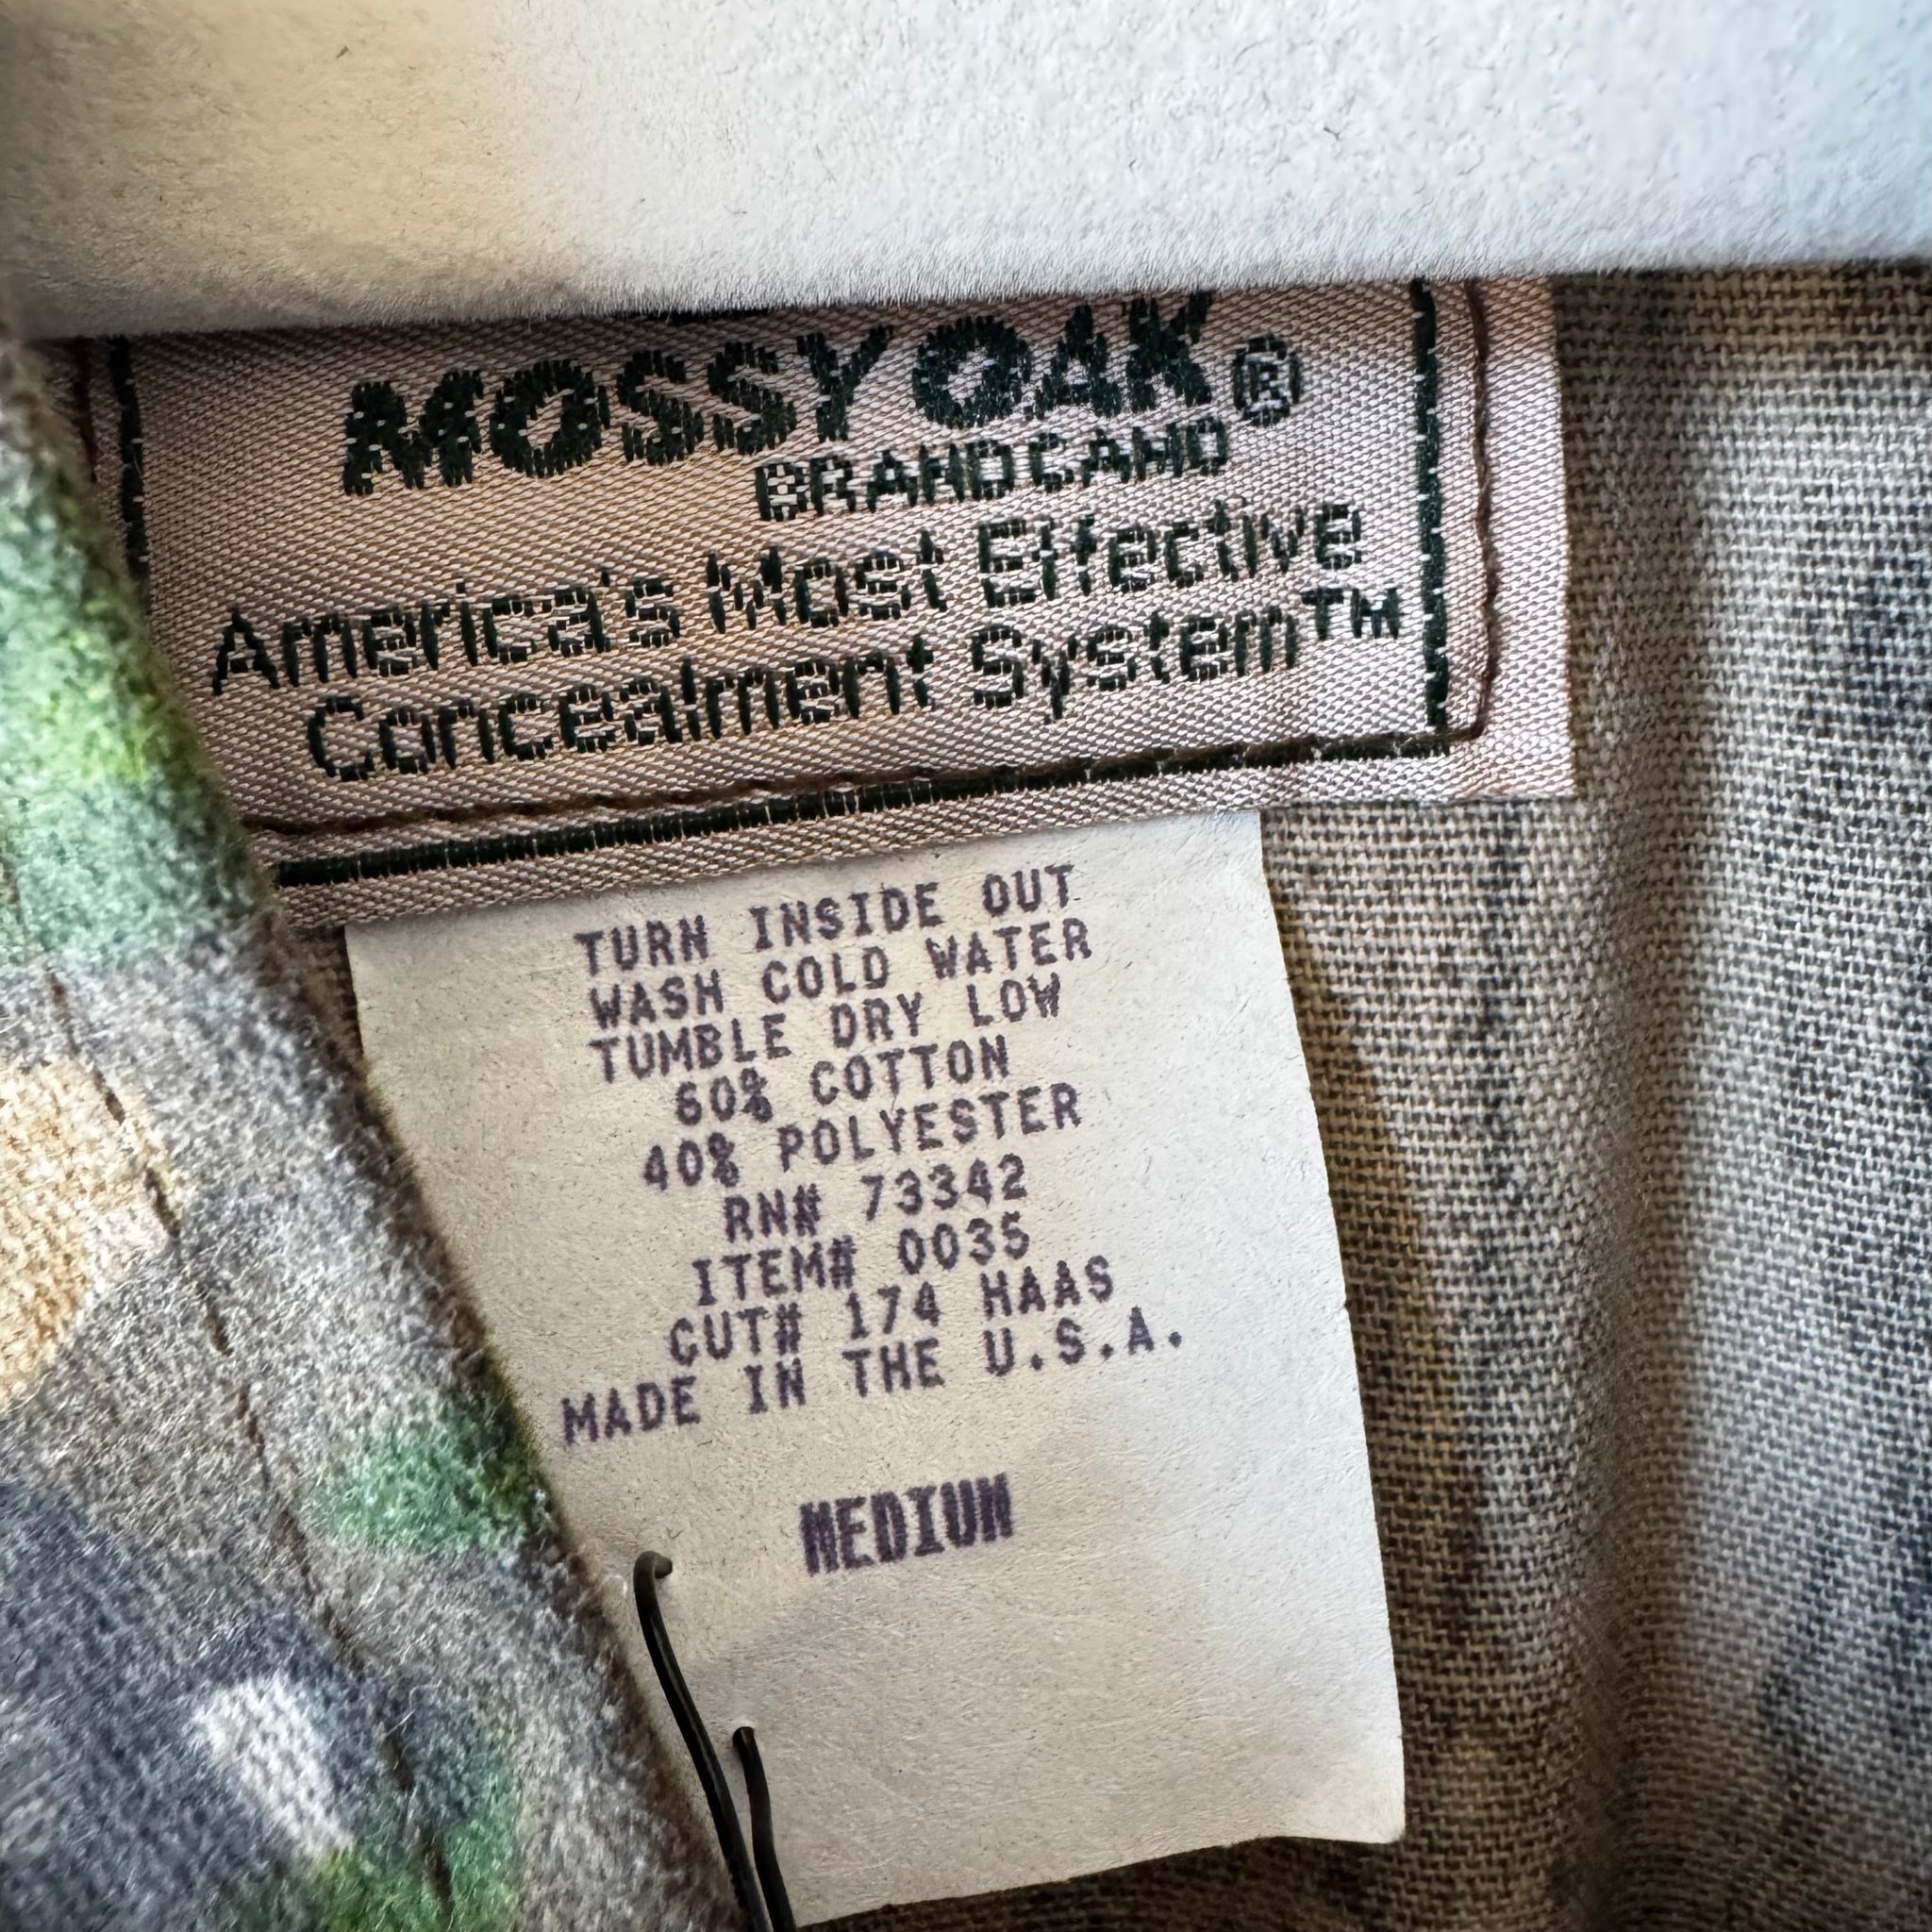 MOSSY OAK®
BRAND CAMO
America's Most Effective
Concealment System™
TURN INSIDE OUT
WASH COLD WATER
TUMBLE DRY LOW
60% COTTON
40% POLYESTER
RN# 73342
ITEM# 0035
CUT# 174 HAAS
MADE IN THE U.S.A.
MEDIUM